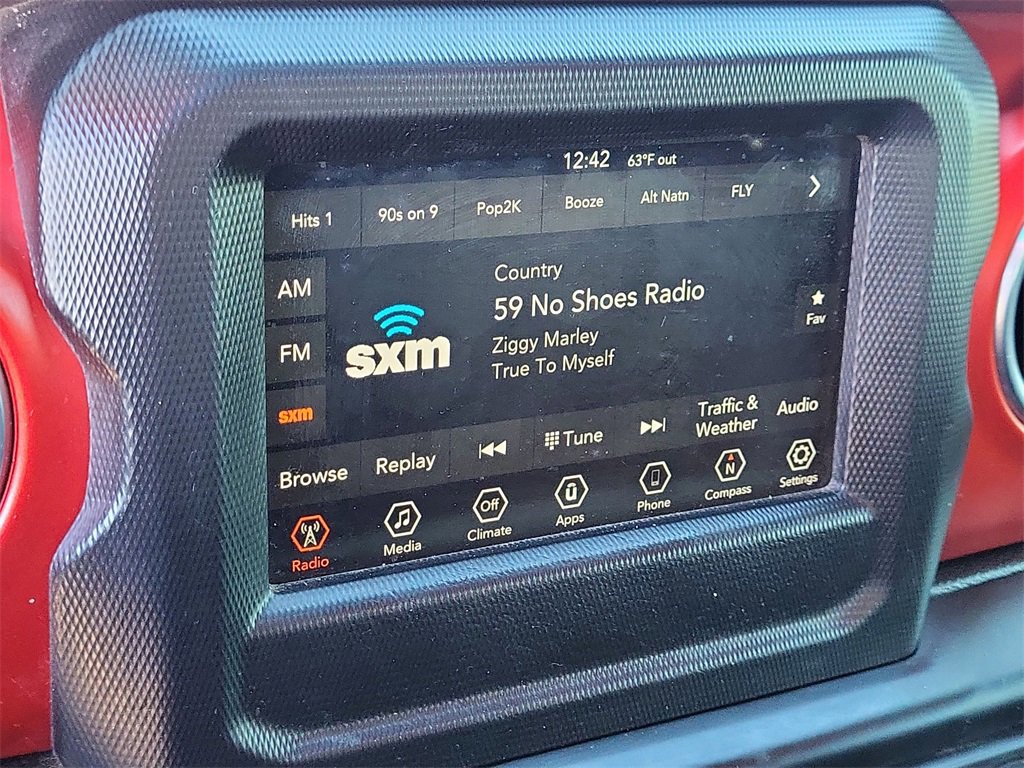 12:42 63°F out
Hits 1 90s on 9 Pop2K Booze Alt Natn FLY
AM
FM
sxm
sxm
Country
59 No Shoes Radio
Ziggy Marley
True To Myself
Fav
Browse Replay Tune Traffic & Weather Audio
Radio Media Off Climate ū Apps Phone N Compass Settings